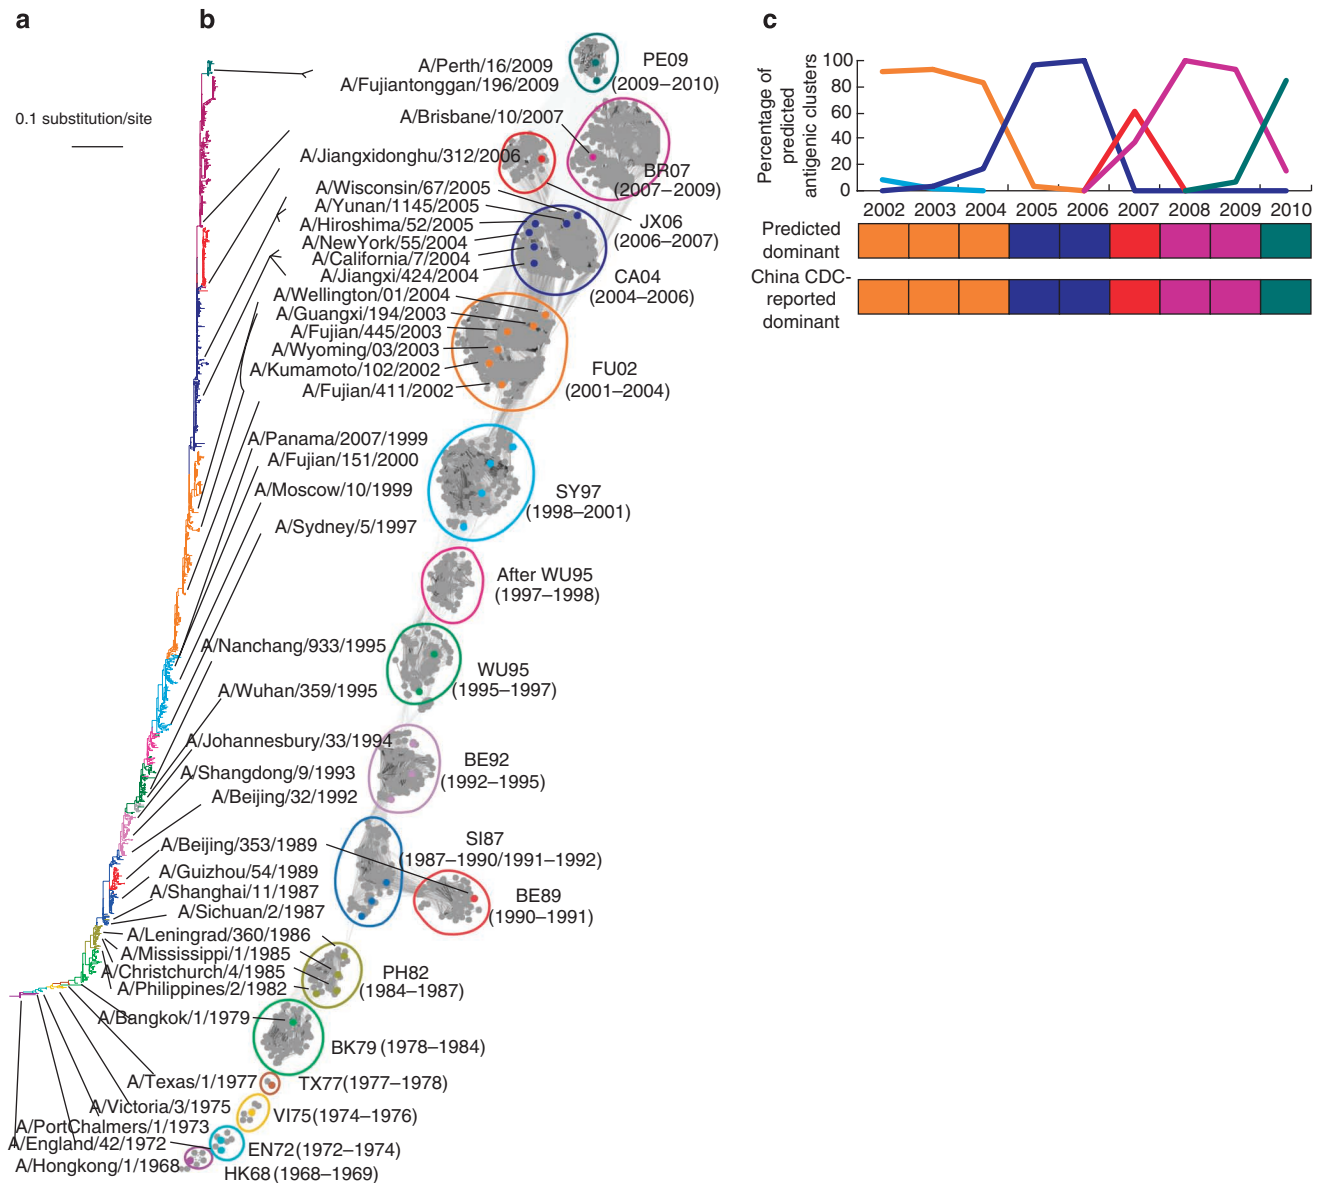 a
b
c
0.1 substitution/site
A/Perth/16/2009
A/Fujiantonggan/196/2009
PE09
(2009–2010)
A/Brisbane/10/2007
BR07
(2007–2009)
A/Jiangxidonghu/312/2006
JX06
(2006–2007)
A/Wisconsin/67/2005
A/Yunan/1145/2005
A/Hiroshima/52/2005
A/NewYork/55/2004
A/California/7/2004
A/Jiangxi/424/2004
CA04
(2004–2006)
A/Wellington/01/2004
A/Guangxi/194/2003
A/Fujian/445/2003
A/Wyoming/03/2003
A/Kumamoto/102/2002
A/Fujian/411/2002
FU02
(2001–2004)
A/Panama/2007/1999
A/Fujian/151/2000
A/Moscow/10/1999
A/Sydney/5/1997
SY97
(1998–2001)
After WU95
(1997–1998)
A/Nanchang/933/1995
A/Wuhan/359/1995
WU95
(1995–1997)
A/Johannesbury/33/1994
A/Shangdong/9/1993
A/Beijing/32/1992
BE92
(1992–1995)
A/Beijing/353/1989
A/Guizhou/54/1989
A/Shanghai/11/1987
A/Sichuan/2/1987
SI87
(1987–1990/1991–1992)
BE89
(1990–1991)
A/Leningrad/360/1986
A/Mississippi/1/1985
A/Christchurch/4/1985
A/Philippines/2/1982
PH82
(1984–1987)
A/Bangkok/1/1979
BK79 (1978–1984)
A/Texas/1/1977
TX77(1977–1978)
A/Victoria/3/1975
VI75(1974–1976)
A/PortChalmers/1/1973
A/England/42/1972
EN72(1972–1974)
A/Hongkong/1/1968
HK68(1968–1969)
Percentage of
predicted
antigenic clusters
100
80
60
40
20
0
2002 2003 2004 2005 2006 2007 2008 2009 2010
Predicted
dominant
China CDC-
reported
dominant